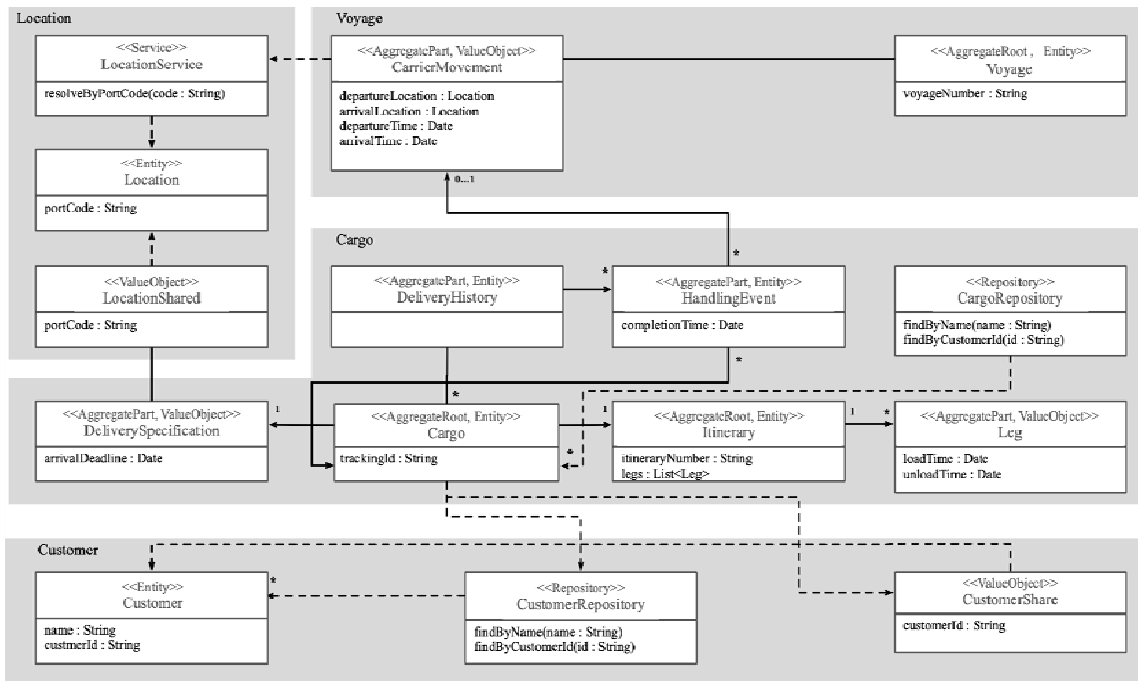 Location
<<Service>>
LocationService
resolveByPortCode(code : String)
<<Entity>>
Location
portCode : String
<<ValueObject>>
LocationShared
portCode : String
Voyage
<<AggregatePart, ValueObject>>
CarrierMovement
departureLocation : Location
arrivalLocation : Location
departureTime : Date
arrivalTime : Date
<<AggregateRoot , Entity>>
Voyage
voyageNumber : String
0...1
*
Cargo
<<AggregatePart, Entity>>
DeliveryHistory
*
<<AggregatePart, Entity>>
HandlingEvent
completionTime : Date
*
<<Repository>>
CargoRepository
findByName(name : String)
findByCustomerId(id : String)
<<AggregatePart, ValueObject>>
DeliverySpecification
arrivalDeadline : Date
1
*
<<AggregateRoot, Entity>>
Cargo
trackingId : String
1
*
<<AggregateRoot, Entity>>
Itinerary
itineraryNumber : String
legs : List<Leg>
1
*
<<AggregatePart, ValueObject>>
Leg
loadTime : Date
unloadTime : Date
Customer
<<Entity>>
Customer
name : String
custmerId : String
*
<<Repository>>
CustomerRepository
findByName(name : String)
findByCustomerId(id : String)
<<ValueObject>>
CustomerShare
customerId : String